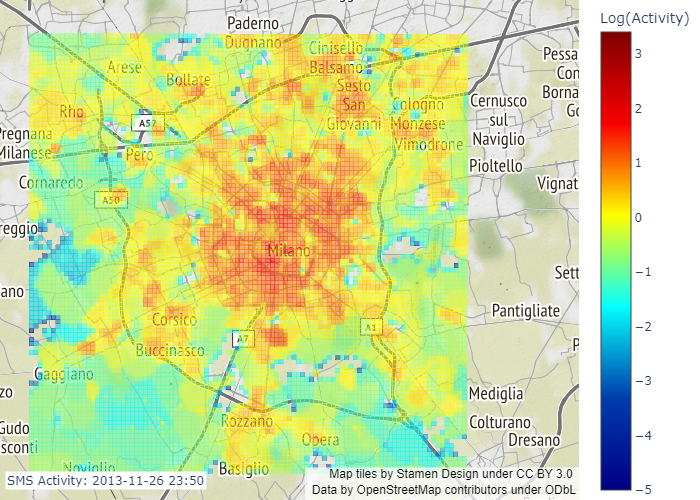 Log(Activity)
Paderno
Dugnano
Cinisello
Balsamo
Arese
Bollate
Sesto
San
Giovanni
Rho
A52
Cologno
Monzese
Cernusco
sul
Naviglio
Vimodrone
Pregnana
Milanese
Pero
Pioltello
Cornaredo
A50
Vignat
reggio
Milano
Sett
ano
Pantigliate
Corsico
A7
A1
Buccinasco
Gaggiano
Mediglia
zo
Rozzano
Colturano
Gudo
sconti
Opera
Dresano
Noviglio
Basiglio
Pessa
Con
Borna
Go
P
3
2
1
0
−1
−2
−3
−4
−5
SMS Activity: 2013-11-26 23:50
Map tiles by Stamen Design under CC BY 3.0
Data by OpenStreetMap contributors under ODbL